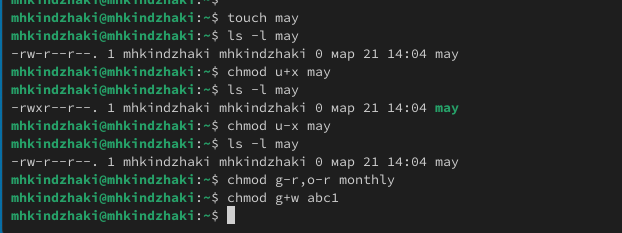 mhkindzhaki@mhkindzhaki:~$
mhkindzhaki@mhkindzhaki:~$ touch may
mhkindzhaki@mhkindzhaki:~$ ls -l may
-rw-r--r--. 1 mhkindzhaki mhkindzhaki 0 мар 21 14:04 may
mhkindzhaki@mhkindzhaki:~$ chmod u+x may
mhkindzhaki@mhkindzhaki:~$ ls -l may
-rwxr--r--. 1 mhkindzhaki mhkindzhaki 0 мар 21 14:04 may
mhkindzhaki@mhkindzhaki:~$ chmod u-x may
mhkindzhaki@mhkindzhaki:~$ ls -l may
-rw-r--r--. 1 mhkindzhaki mhkindzhaki 0 мар 21 14:04 may
mhkindzhaki@mhkindzhaki:~$ chmod g-r,o-r monthly
mhkindzhaki@mhkindzhaki:~$ chmod g+w abc1
mhkindzhaki@mhkindzhaki:~$